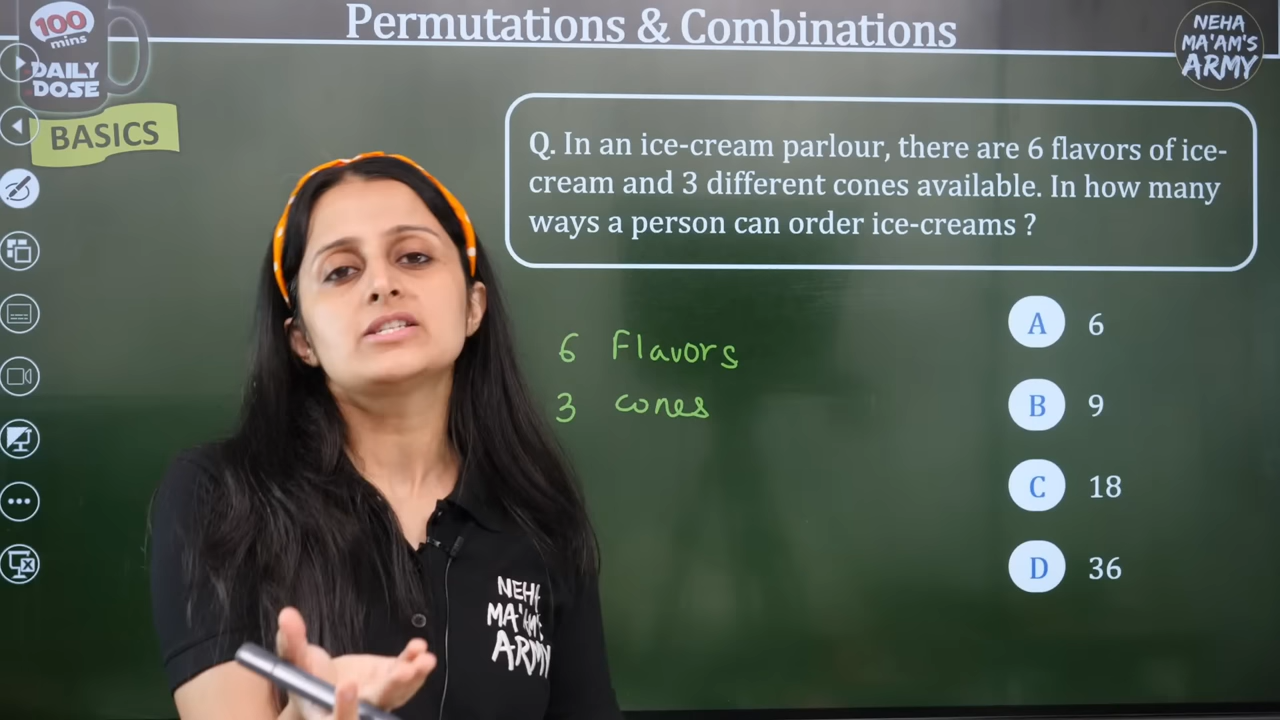 Permutations & Combinations
100
mins
DAILY
DOSE
NEHA
MA'AM'S
ARMY
BASICS
Q. In an ice-cream parlour, there are 6 flavors of ice-
cream and 3 different cones available. In how many
ways a person can order ice-creams ?
6 Flavors
3 cones
A 6
B 9
C 18
D 36
NEHA
MA'AM'S
ARMY